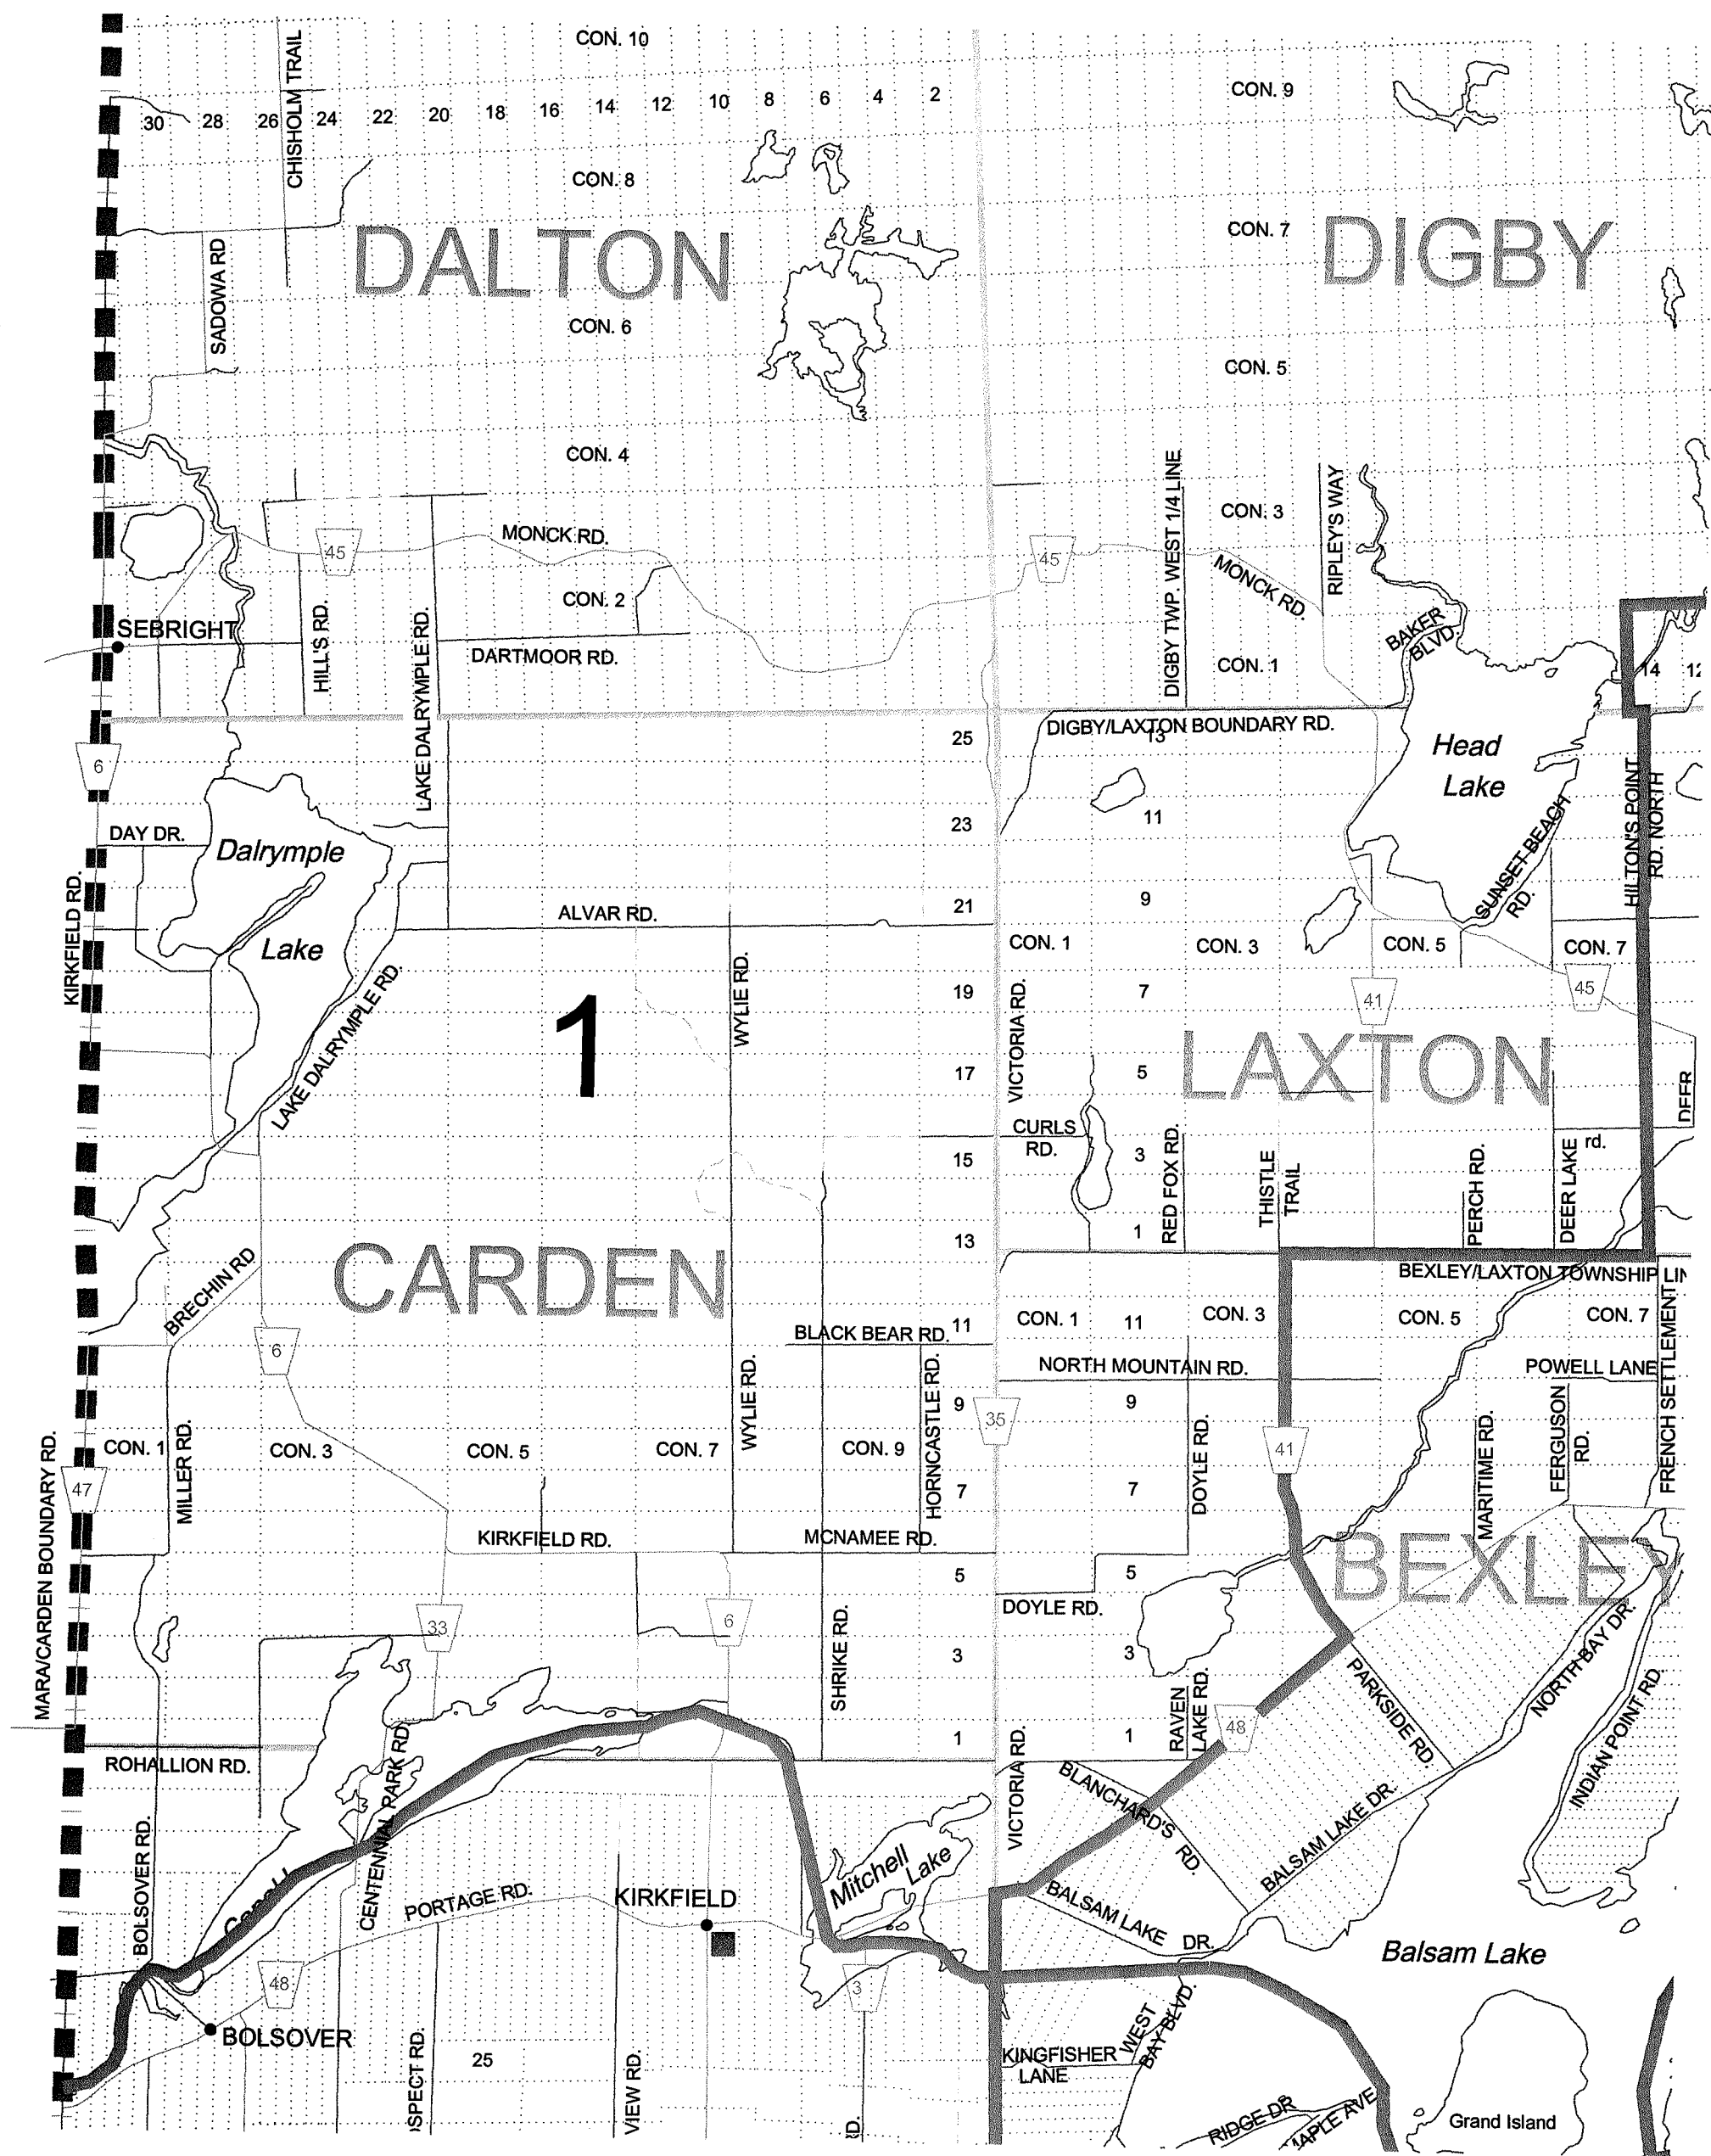 CON. 10
CHISHOLM TRAIL
CON. 9
30 28 26 24 22 20 18 16 14 12 10 8 6 4 2
CON. 8
DALTON
DIGBY
CON. 7
SADOWA RD
CON. 6
CON. 5
CON. 4
DIGBY TWP. WEST 1/4 LINE
RIPLEY'S WAY
CON. 3
MONCK RD.
45
45
MONCK RD.
CON. 2
SEBRIGHT
HILL'S RD.
LAKE DALRYMPLE RD.
DARTMOOR RD.
BAKER
BLVD.
CON. 1
14
DIGBY/LAXTON BOUNDARY RD.
13
25
6
Head
Lake
HILTON'S POINT
RD. NORTH
DAY DR.
Dalrymple
Lake
23
11
SUNSET BEACH
RD.
KIRKFIELD RD.
ALVAR RD.
21
9
CON. 1
CON. 3
CON. 5
CON. 7
WYLIE RD.
19
7
41
45
1
VICTORIA RD.
LAKE DALRYMPLE RD.
17
5
LAXTON
CURLS
RD.
15
3
RED FOX RD.
THISTLE
TRAIL
PERCH RD.
DEER LAKE rd.
13
1
CARDEN
BRECHIN RD
BEXLEY/LAXTON TOWNSHIP LIN
6
BLACK BEAR RD.
11
CON. 1
11
CON. 3
CON. 5
CON. 7
NORTH MOUNTAIN RD.
POWELL LANE
FRENCH SETTLEMENT
HORNCASTLE RD.
WYLIE RD.
9
35
9
MARA/CARDEN BOUNDARY RD.
CON. 1
MILLER RD.
CON. 3
CON. 5
CON. 7
CON. 9
DOYLE RD.
41
MARITIME RD.
FERGUSON
RD.
47
7
7
KIRKFIELD RD.
MCNAMEE RD.
BEXLEY
5
5
33
6
DOYLE RD.
SHRIKE RD.
3
3
NORTH BAY DR.
INDIAN POINT RD.
PARKSIDE RD.
RAVEN
LAKE RD.
48
1
1
ROHALLION RD.
CENTENNIAL PARK RD.
VICTORIA RD.
BLANCHARD'S
RD.
BALSAM LAKE DR.
BOLSOVER RD.
Canal
PORTAGE RD.
KIRKFIELD
Mitchell
Lake
BALSAM LAKE DR.
Balsam Lake
48
3
BOLSOVER
WEST
BAY BLVD.
25
KINGFISHER
LANE
VIEW RD.
RIDGE DR
Grand Island